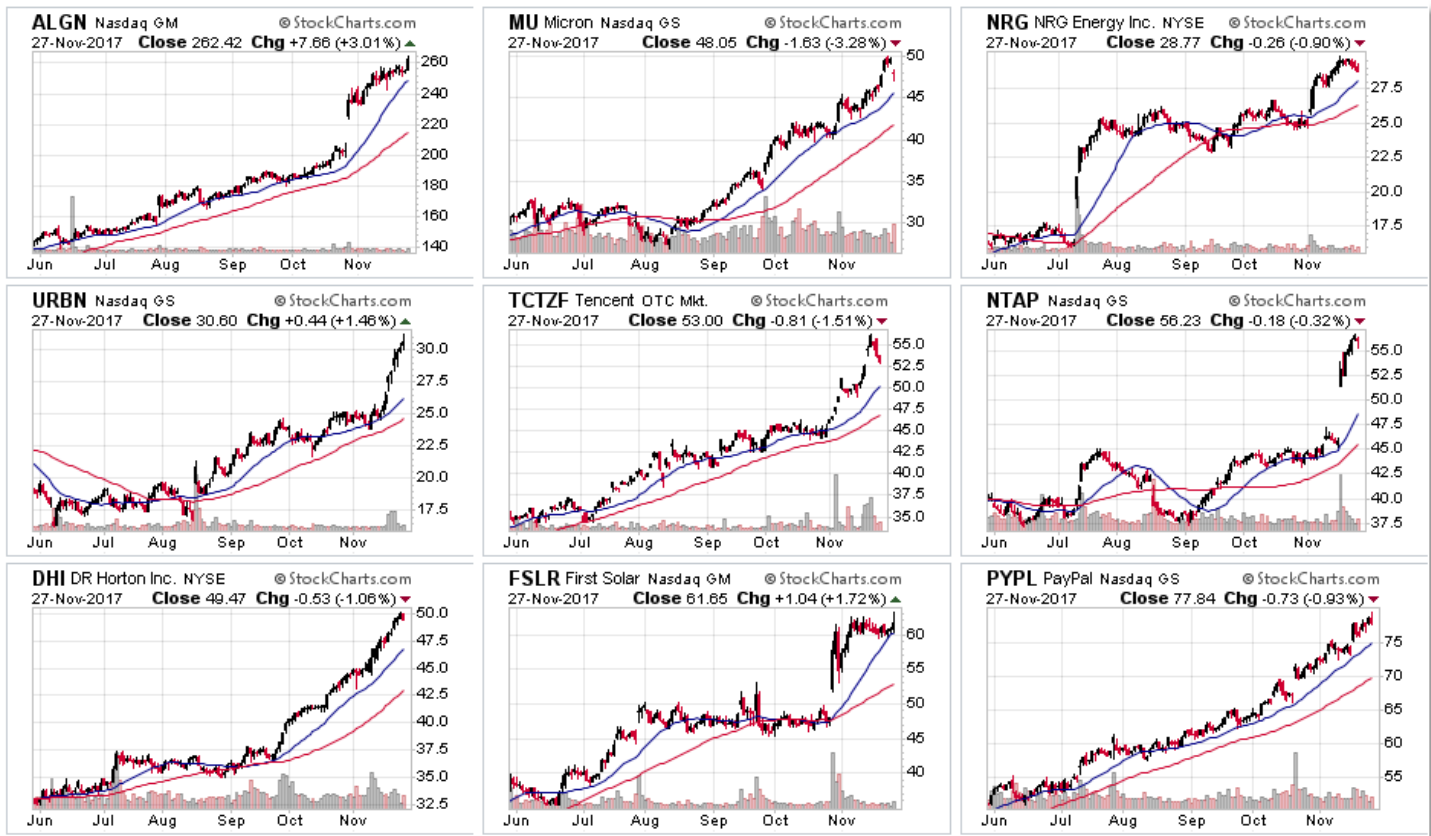 ALGN Nasdaq GM © StockCharts.com
27-Nov-2017 Close 262.42 Chg +7.66 (+3.01%)
260
240
220
200
180
160
140
Jun Jul Aug Sep Oct Nov
MU Micron Nasdaq GS © StockCharts.com
27-Nov-2017 Close 48.05 Chg -1.63 (-3.28%)
50
45
40
35
30
Jun Jul Aug Sep Oct Nov
NRG NRG Energy Inc. NYSE © StockCharts.com
27-Nov-2017 Close 28.77 Chg -0.26 (-0.90%)
27.5
25.0
22.5
20.0
17.5
Jun Jul Aug Sep Oct Nov
URBN Nasdaq GS © StockCharts.com
27-Nov-2017 Close 30.60 Chg +0.44 (+1.46%)
30.0
27.5
25.0
22.5
20.0
17.5
Jun Jul Aug Sep Oct Nov
TCTZF Tencent OTC Mkt. © StockCharts.com
27-Nov-2017 Close 53.00 Chg -0.81 (-1.51%)
55.0
52.5
50.0
47.5
45.0
42.5
40.0
37.5
35.0
Jun Jul Aug Sep Oct Nov
NTAP Nasdaq GS © StockCharts.com
27-Nov-2017 Close 56.23 Chg -0.18 (-0.32%)
55.0
52.5
50.0
47.5
45.0
42.5
40.0
37.5
Jun Jul Aug Sep Oct Nov
DHI DR Horton Inc. NYSE © StockCharts.com
27-Nov-2017 Close 49.47 Chg -0.53 (-1.06%)
50.0
47.5
45.0
42.5
40.0
37.5
35.0
32.5
Jun Jul Aug Sep Oct Nov
FSLR First Solar Nasdaq GM © StockCharts.com
27-Nov-2017 Close 61.65 Chg +1.04 (+1.72%)
60
55
50
45
40
Jun Jul Aug Sep Oct Nov
PYPL PayPal Nasdaq GS © StockCharts.com
27-Nov-2017 Close 77.84 Chg -0.73 (-0.93%)
75
70
65
60
55
Jun Jul Aug Sep Oct Nov